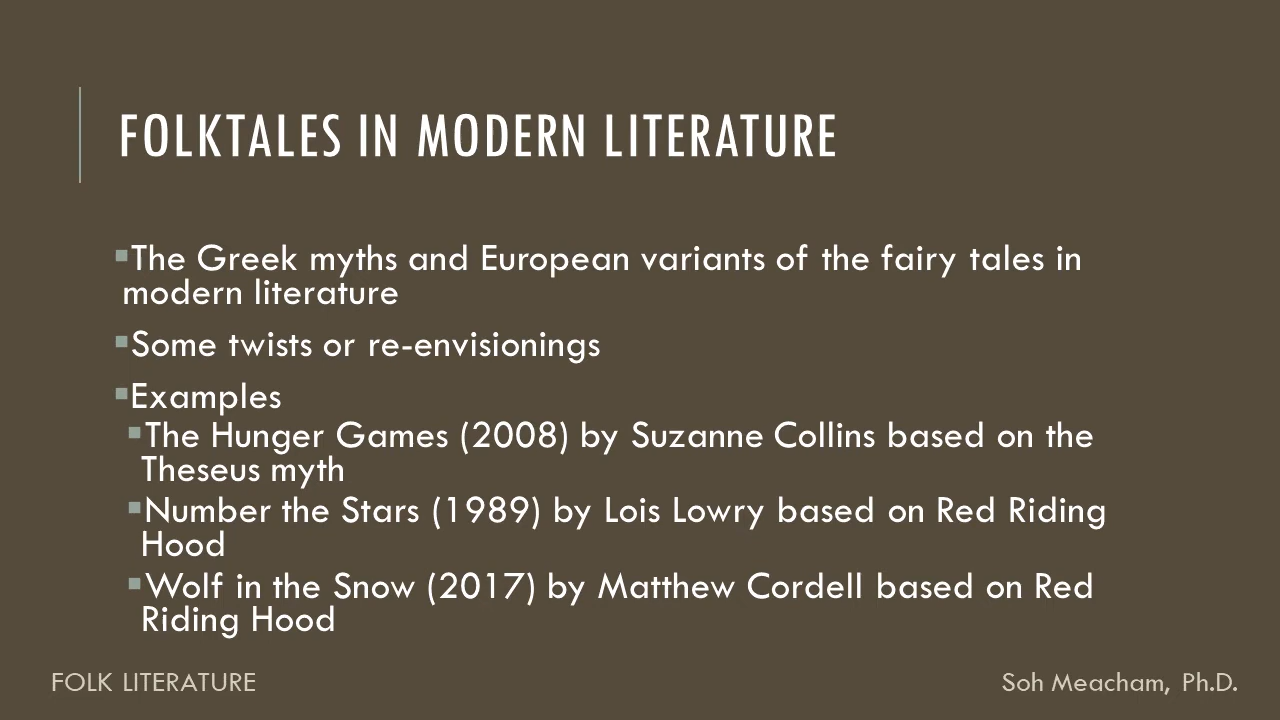 FOLKTALES IN MODERN LITERATURE
▪The Greek myths and European variants of the fairy tales in
modern literature
▪Some twists or re-envisionings
▪Examples
▪The Hunger Games (2008) by Suzanne Collins based on the
Theseus myth
▪Number the Stars (1989) by Lois Lowry based on Red Riding
Hood
▪Wolf in the Snow (2017) by Matthew Cordell based on Red
Riding Hood
FOLK LITERATURE
Soh Meacham, Ph.D.